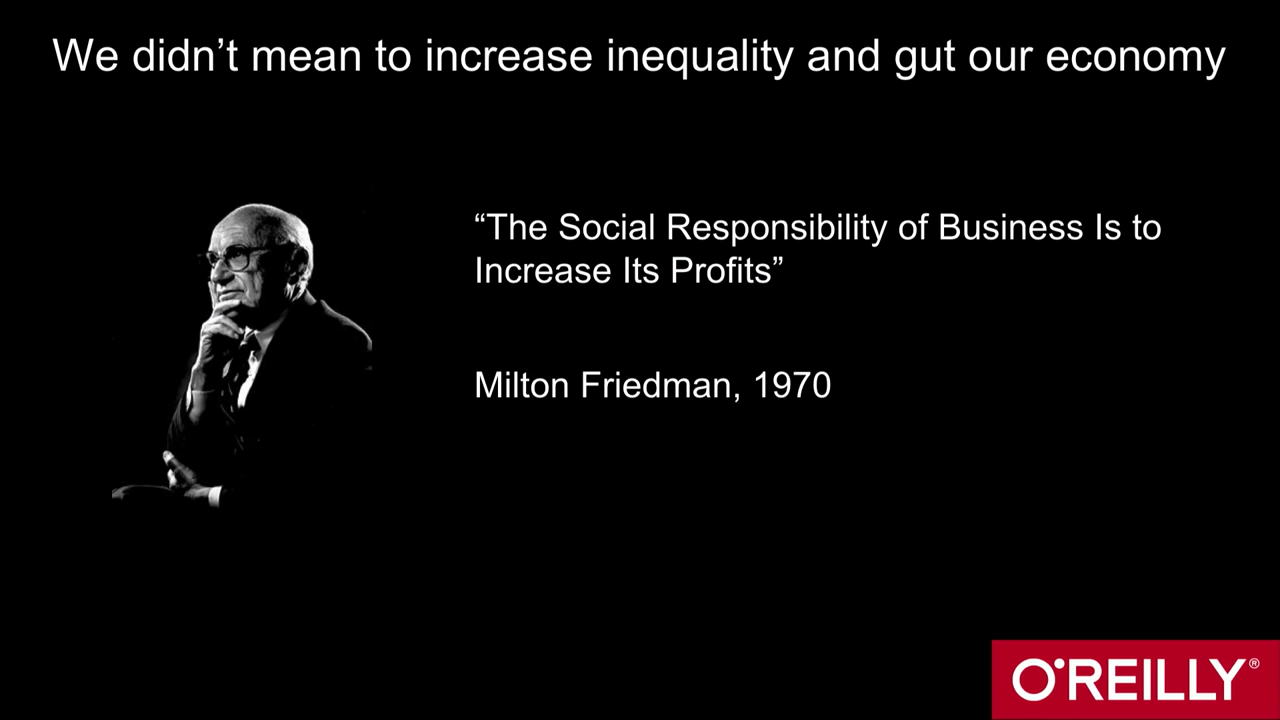 We didn’t mean to increase inequality and gut our economy
“The Social Responsibility of Business Is to
Increase Its Profits”
Milton Friedman, 1970
O'REILLY®